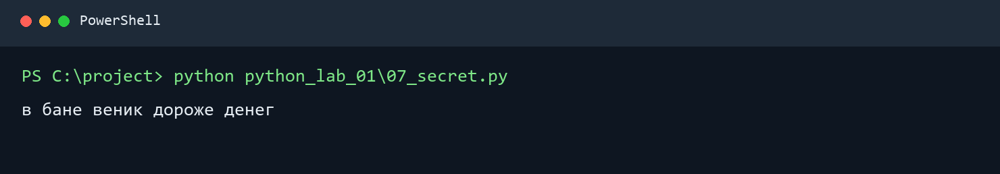 PowerShell
PS C:\project> python python_lab_01\07_secret.py
в бане веник дороже денег